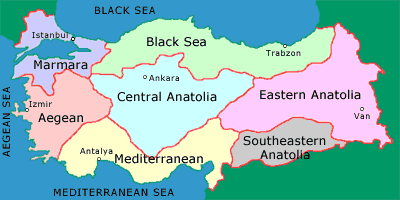 BLACK SEA
Istanbul
Black Sea
Trabzon
Marmara
Ankara
AEGEAN SEA
Izmir
Central Anatolia
Eastern Anatolia
Van
Aegean
Antalya
Mediterranean
Southeastern
Anatolia
MEDITERRANEAN SEA